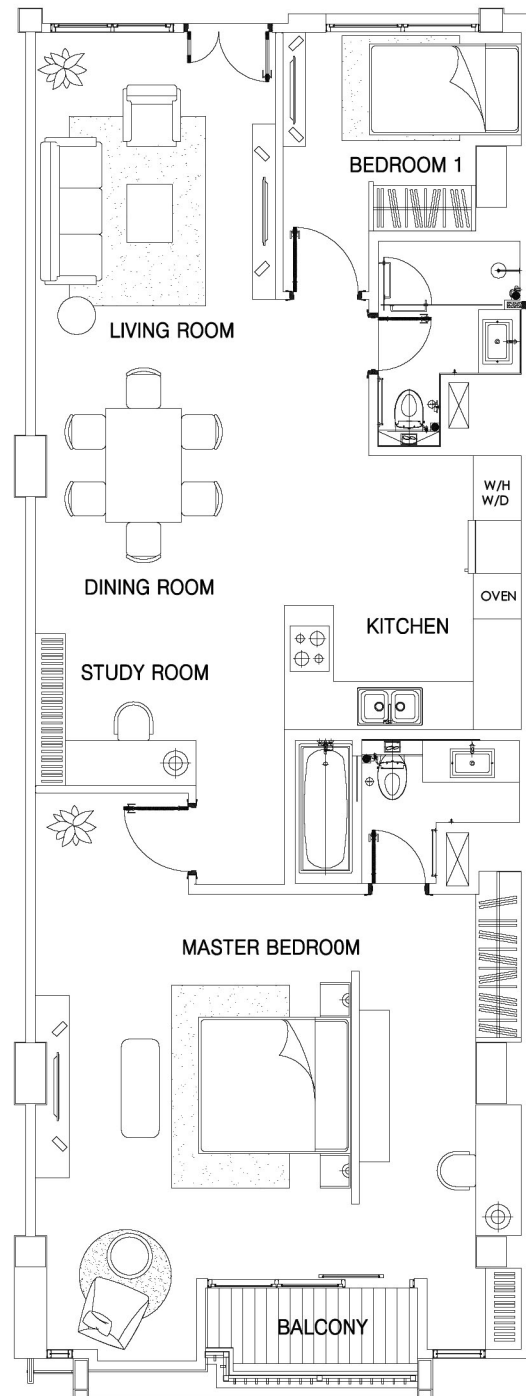 BEDROOM 1
LIVING ROOM
W/H
W/D
DINING ROOM
OVEN
KITCHEN
STUDY ROOM
MASTER BEDROOM
BALCONY